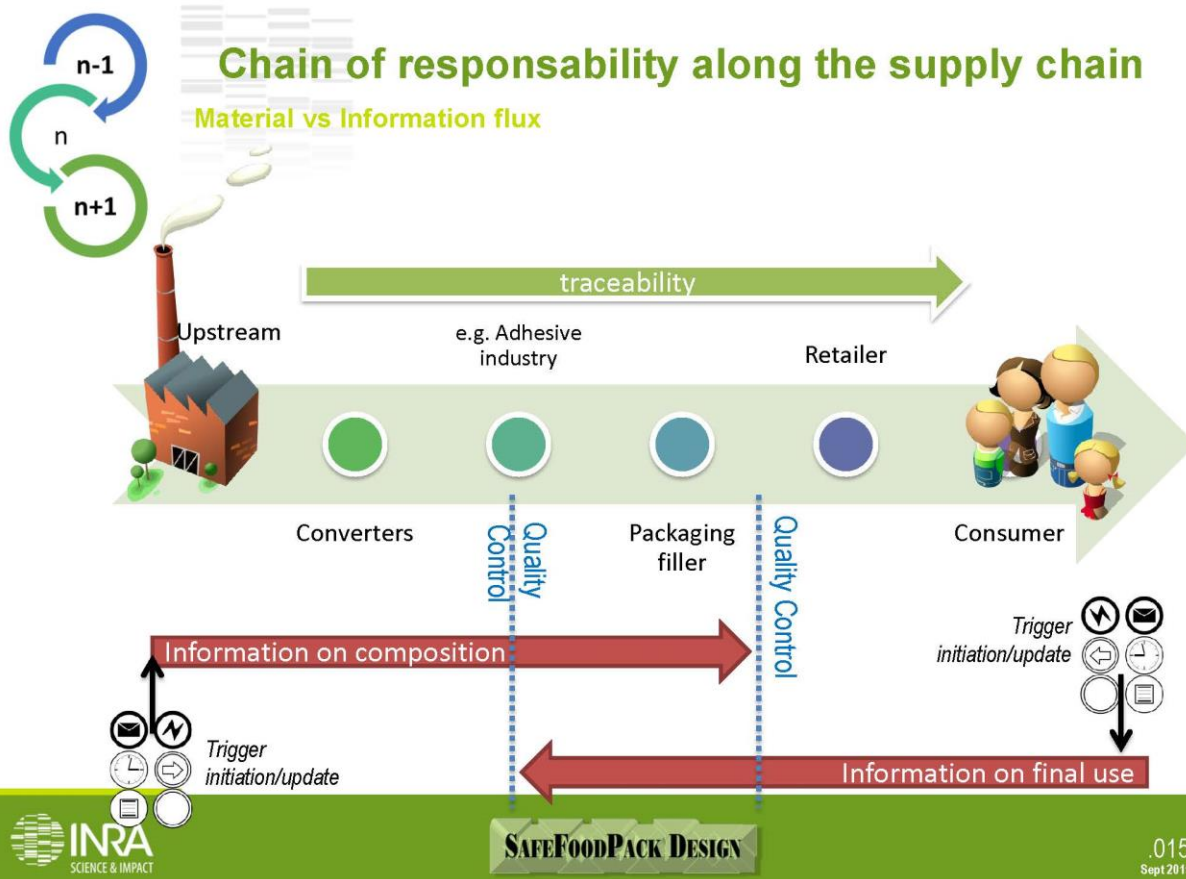 n-1
n
n+1
Chain of responsability along the supply chain
Material vs Information flux
traceability
Upstream
e.g. Adhesive
industry
Retailer
Converters
Quality
Control
Packaging
filler
Quality Control
Consumer
Information on composition
Trigger
initiation/update
Trigger
initiation/update
Information on final use
INRA
SCIENCE & IMPACT
SAFEFOODPACK DESIGN
.015
Sept 201